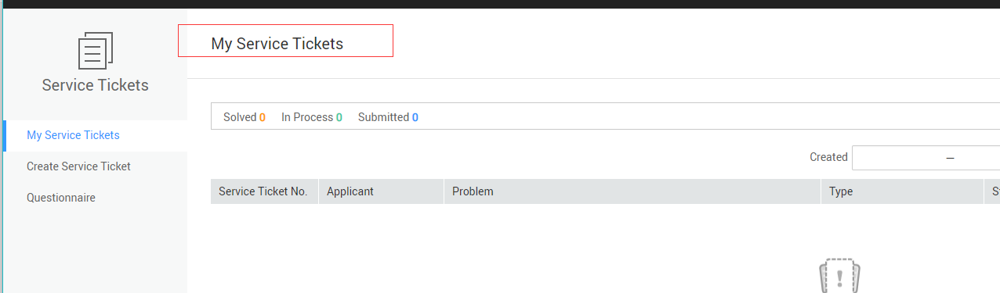 My Service Tickets
Service Tickets
My Service Tickets
Create Service Ticket
Questionnaire
Solved 0 In Process 0 Submitted 0
Created —
Service Ticket No. Applicant Problem Type